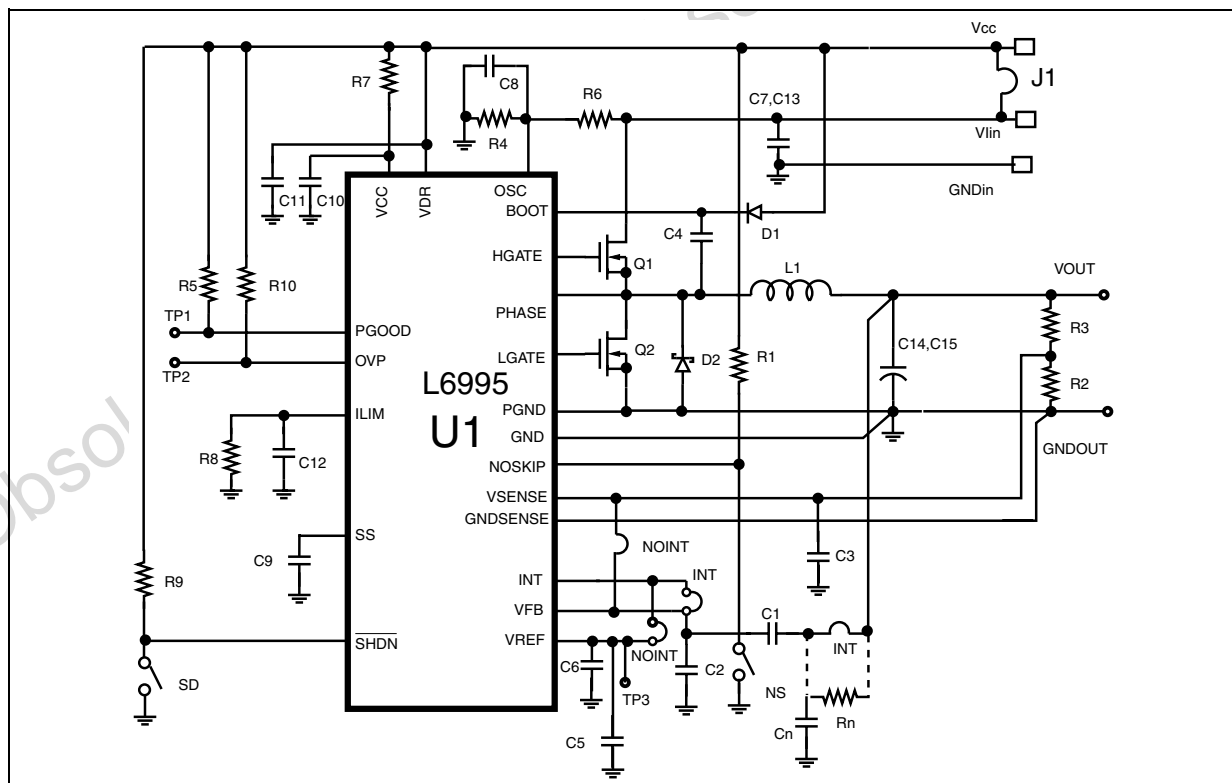 Vcc
J1
R7
C8
R6
C7,C13
R4
VIin
GNDin
C11
C10
VCC
VDR
OSC
BOOT
D1
C4
HGATE
Q1
L1
VOUT
R5
R10
TP1
PHASE
R3
PGOOD
C14,C15
TP2
OVP
LGATE
Q2
D2
R1
R2
L6995
U1
ILIM
PGND
GND
GNDOUT
R8
C12
NOSKIP
VSENSE
GNDSENSE
SS
C9
NOINT
C3
R9
INT
INT
VFB
C1
SHDN
VREF
NOINT
INT
C6
C2
SD
TP3
NS
Rn
Cn
C5
Obsol